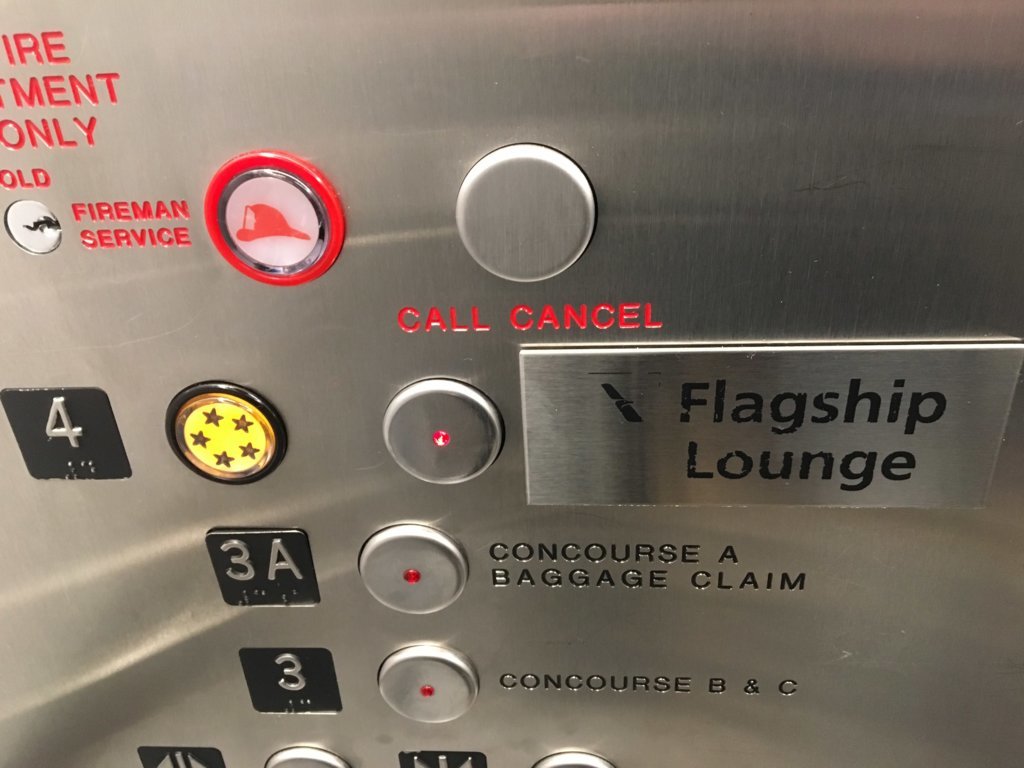 IRE
TMENT
ONLY
OLD
FIREMAN
SERVICE
CALL CANCEL
4
Flagship
Lounge
3A
CONCOURSE A
BAGGAGE CLAIM
3
CONCOURSE B & C